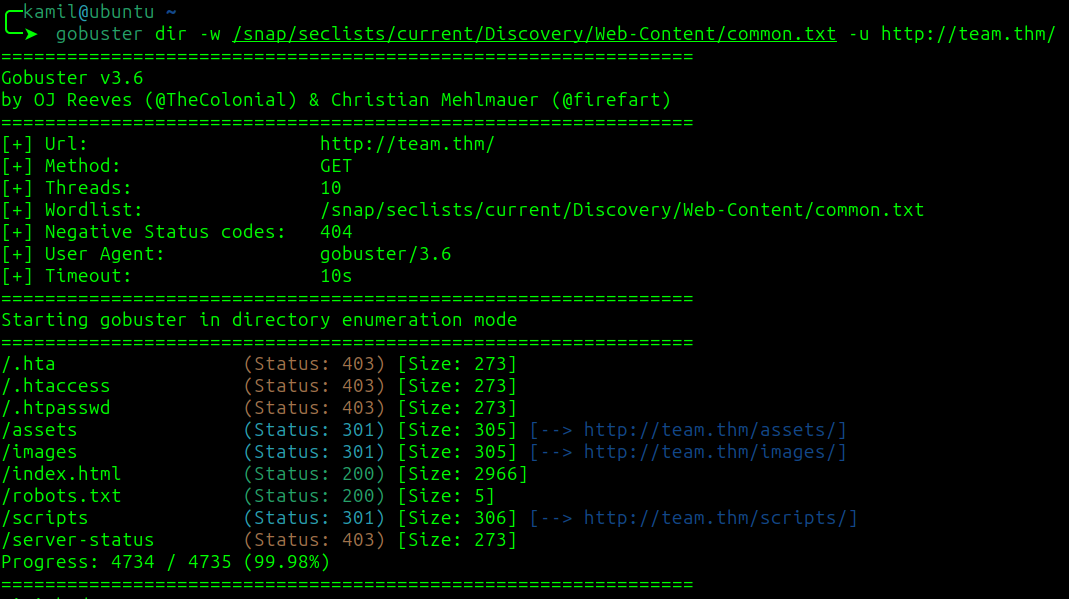 kamil@ubuntu ~
➤ gobuster dir -w /snap/seclists/current/Discovery/Web-Content/common.txt -u http://team.thm/
===============================================================
Gobuster v3.6
by OJ Reeves (@TheColonial) & Christian Mehlmauer (@firefart)
===============================================================
[+] Url:                     http://team.thm/
[+] Method:                  GET
[+] Threads:                 10
[+] Wordlist:                /snap/seclists/current/Discovery/Web-Content/common.txt
[+] Negative Status codes:   404
[+] User Agent:              gobuster/3.6
[+] Timeout:                 10s
===============================================================
Starting gobuster in directory enumeration mode
===============================================================
/.hta                 (Status: 403) [Size: 273]
/.htaccess            (Status: 403) [Size: 273]
/.htpasswd            (Status: 403) [Size: 273]
/assets               (Status: 301) [Size: 305] [--> http://team.thm/assets/]
/images               (Status: 301) [Size: 305] [--> http://team.thm/images/]
/index.html           (Status: 200) [Size: 2966]
/robots.txt           (Status: 200) [Size: 5]
/scripts              (Status: 301) [Size: 306] [--> http://team.thm/scripts/]
/server-status        (Status: 403) [Size: 273]
Progress: 4734 / 4735 (99.98%)
===============================================================